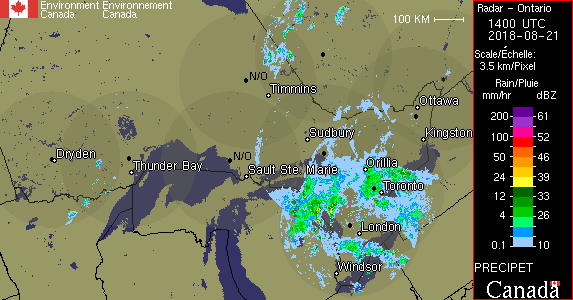 Environment Environnement
Canada Canada
100 KM
N/O
Timmins
Ottawa
Sudbury
Kingston
Dryden
Thunder Bay
N/O
Sault Ste. Marie
Orillia
Toronto
London
Windsor
Radar - Ontario
1400 UTC
2018-08-21
Scale/Échelle:
3.5 km/Pixel
Rain/Pluie
mm/hr dBZ
200 61
100 52
50 46
24 39
12 33
4 26
1 18
0.1 10
PRECIPET
Canada